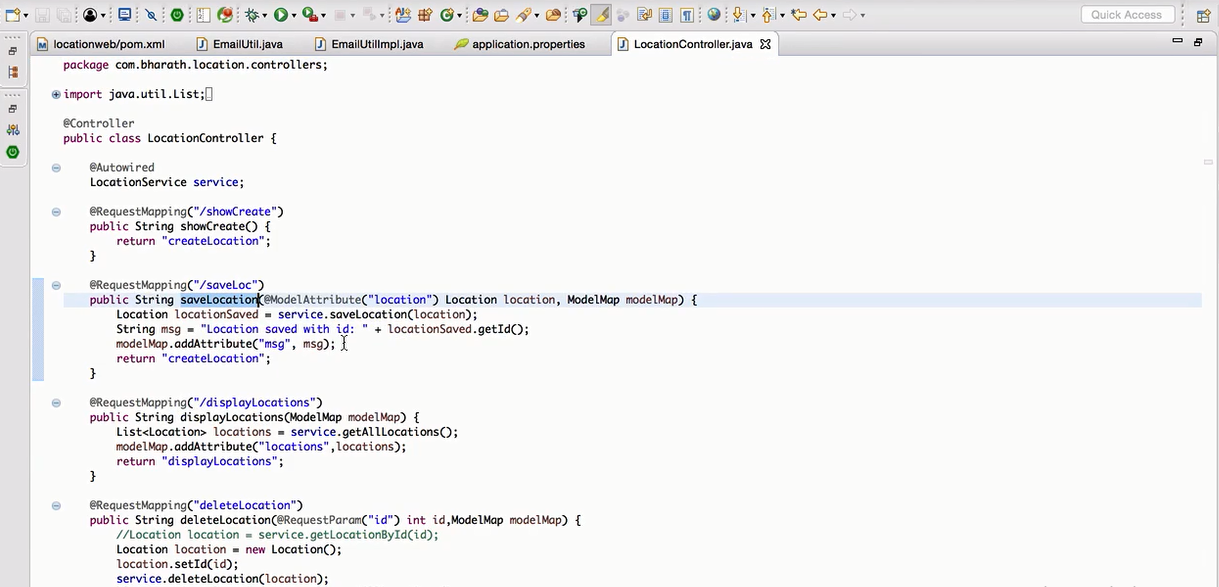 Quick Access
locationweb/pom.xml EmailUtil.java EmailUtilImpl.java application.properties LocationController.java
package com.bharath.location.controllers;
import java.util.List;
@Controller
public class LocationController {
@Autowired
LocationService service;
@RequestMapping("/showCreate")
public String showCreate() {
return "createLocation";
}
@RequestMapping("/saveLoc")
public String saveLocation(@ModelAttribute("location") Location location, ModelMap modelMap) {
Location locationSaved = service.saveLocation(location);
String msg = "Location saved with id: " + locationSaved.getId();
modelMap.addAttribute("msg", msg);
return "createLocation";
}
@RequestMapping("/displayLocations")
public String displayLocations(ModelMap modelMap) {
List<Location> locations = service.getAllLocations();
modelMap.addAttribute("locations",locations);
return "displayLocations";
}
@RequestMapping("deleteLocation")
public String deleteLocation(@RequestParam("id") int id,ModelMap modelMap) {
//Location location = service.getLocationById(id);
Location location = new Location();
location.setId(id);
service.deleteLocation(location);